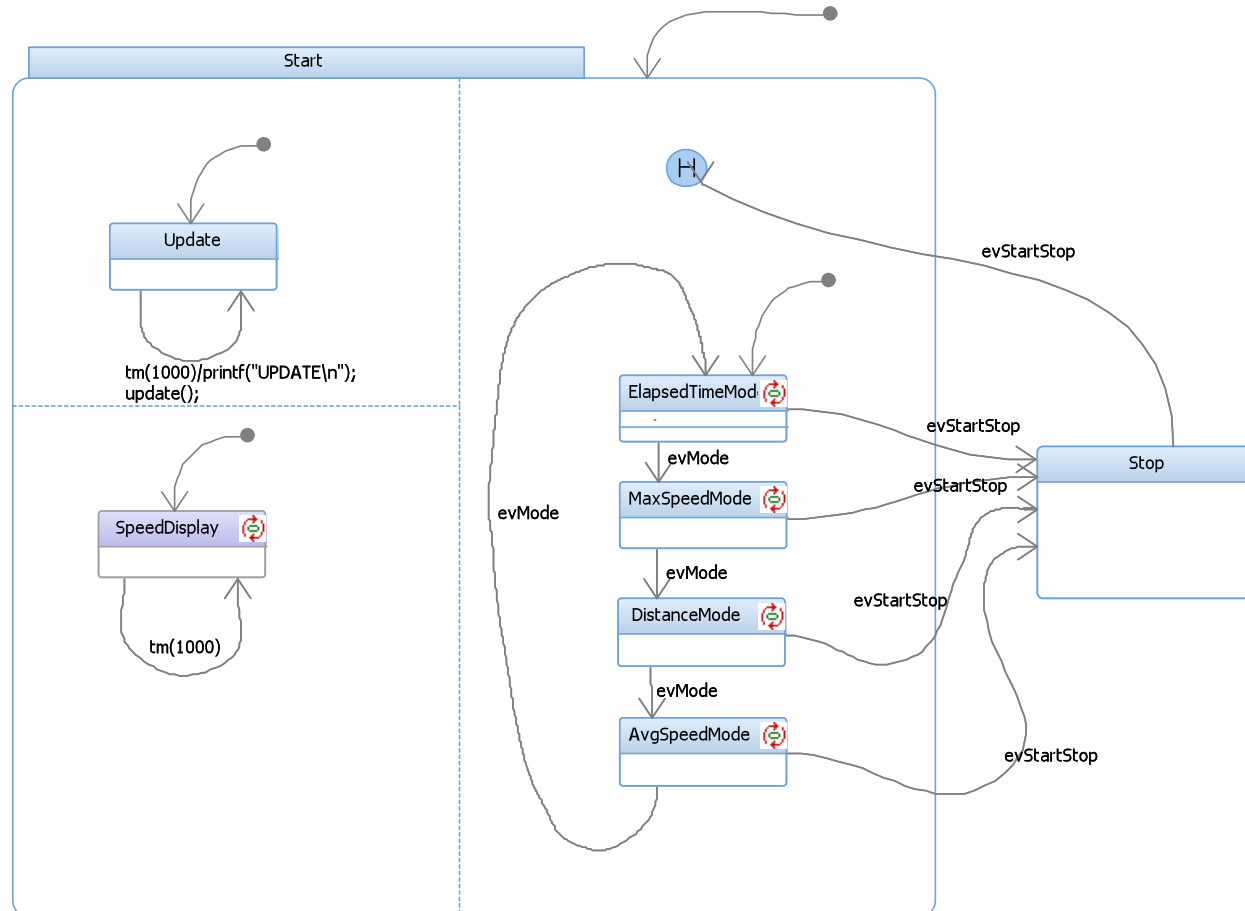 Start
H
Update
evStartStop
tm(1000)/printf("UPDATE\n");
update();
ElapsedTimeMod
evStartStop
SpeedDisplay
evMode
Stop
MaxSpeedMode
evStartStop
evMode
evMode
DistanceMode
evStartStop
tm(1000)
evMode
AvgSpeedMode
evStartStop